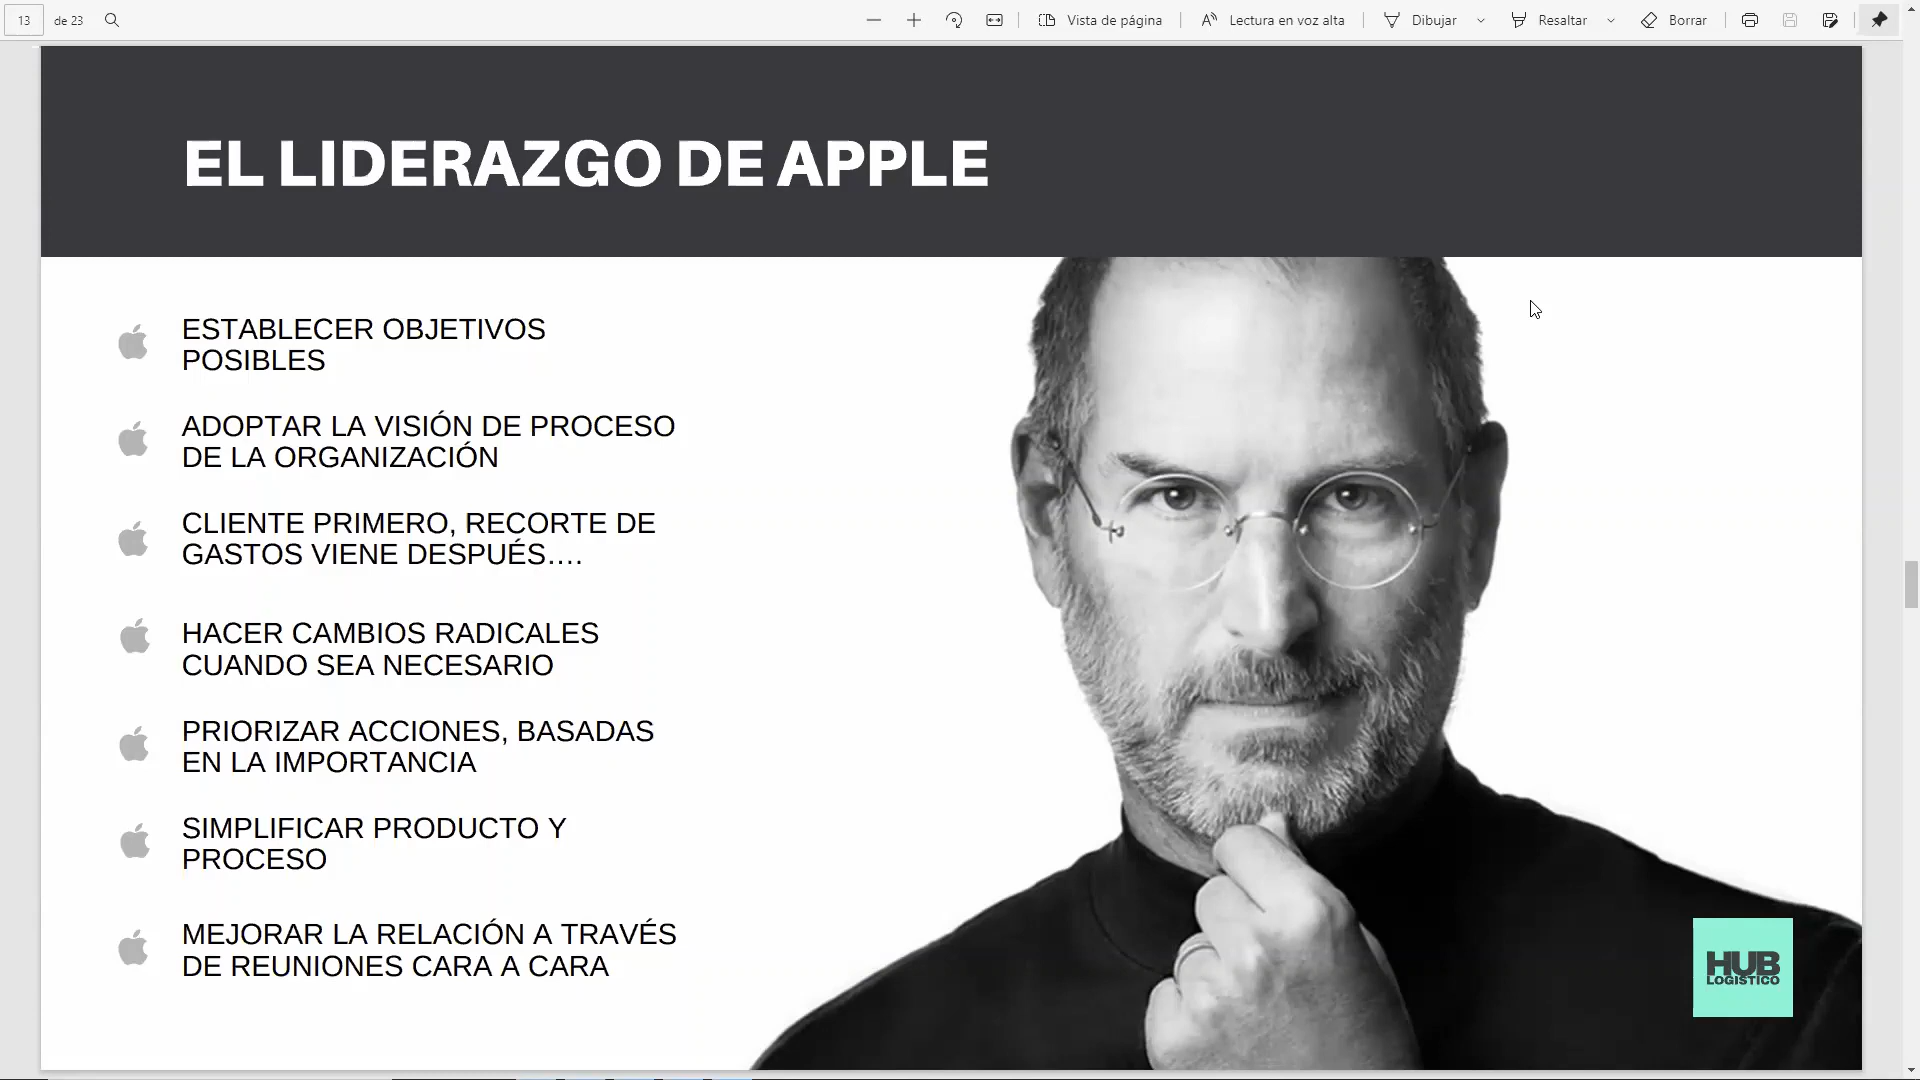 13 de 23 Vista de página Lectura en voz alta Dibujar Resaltar Borrar
EL LIDERAZGO DE APPLE
ESTABLECER OBJETIVOS
POSIBLES
ADOPTAR LA VISIÓN DE PROCESO
DE LA ORGANIZACIÓN
CLIENTE PRIMERO, RECORTE DE
GASTOS VIENE DESPUÉS....
HACER CAMBIOS RADICALES
CUANDO SEA NECESARIO
PRIORIZAR ACCIONES, BASADAS
EN LA IMPORTANCIA
SIMPLIFICAR PRODUCTO Y
PROCESO
MEJORAR LA RELACIÓN A TRAVÉS
DE REUNIONES CARA A CARA
HUB
LOGISTICO